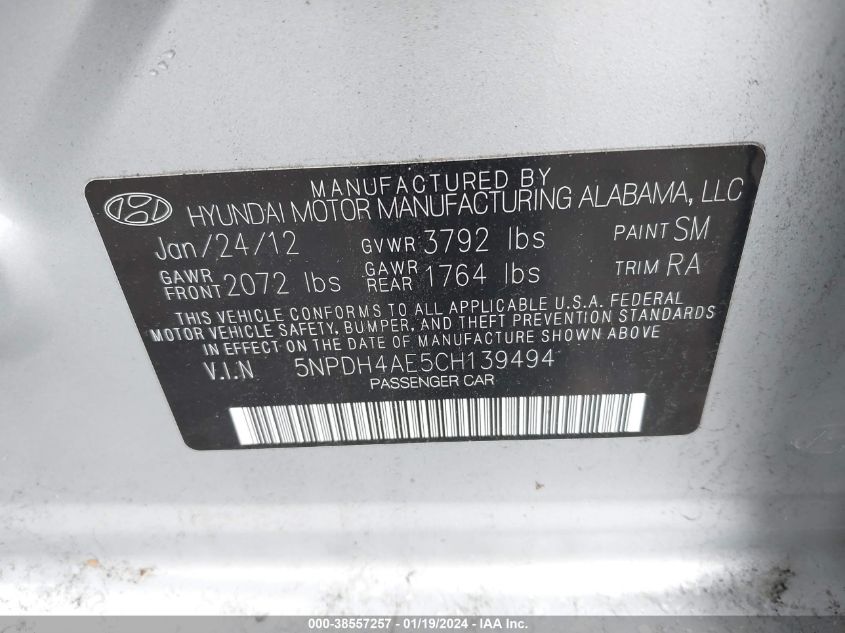 MANUFACTURED BY
HYUNDAI MOTOR MANUFACTURING ALABAMA, LLC
Jan/24/12 GVWR 3792 lbs PAINT SM
GAWR FRONT 2072 lbs GAWR REAR 1764 lbs TRIM RA
THIS VEHICLE CONFORMS TO ALL APPLICABLE U.S.A. FEDERAL
MOTOR VEHICLE SAFETY, BUMPER, AND THEFT PREVENTION STANDARDS
IN EFFECT ON THE DATE OF MANUFACTURE SHOWN ABOVE
V.I.N 5NPDH4AE5CH139494
PASSENGER CAR
000-38557257 - 01/19/2024 - IAA Inc.